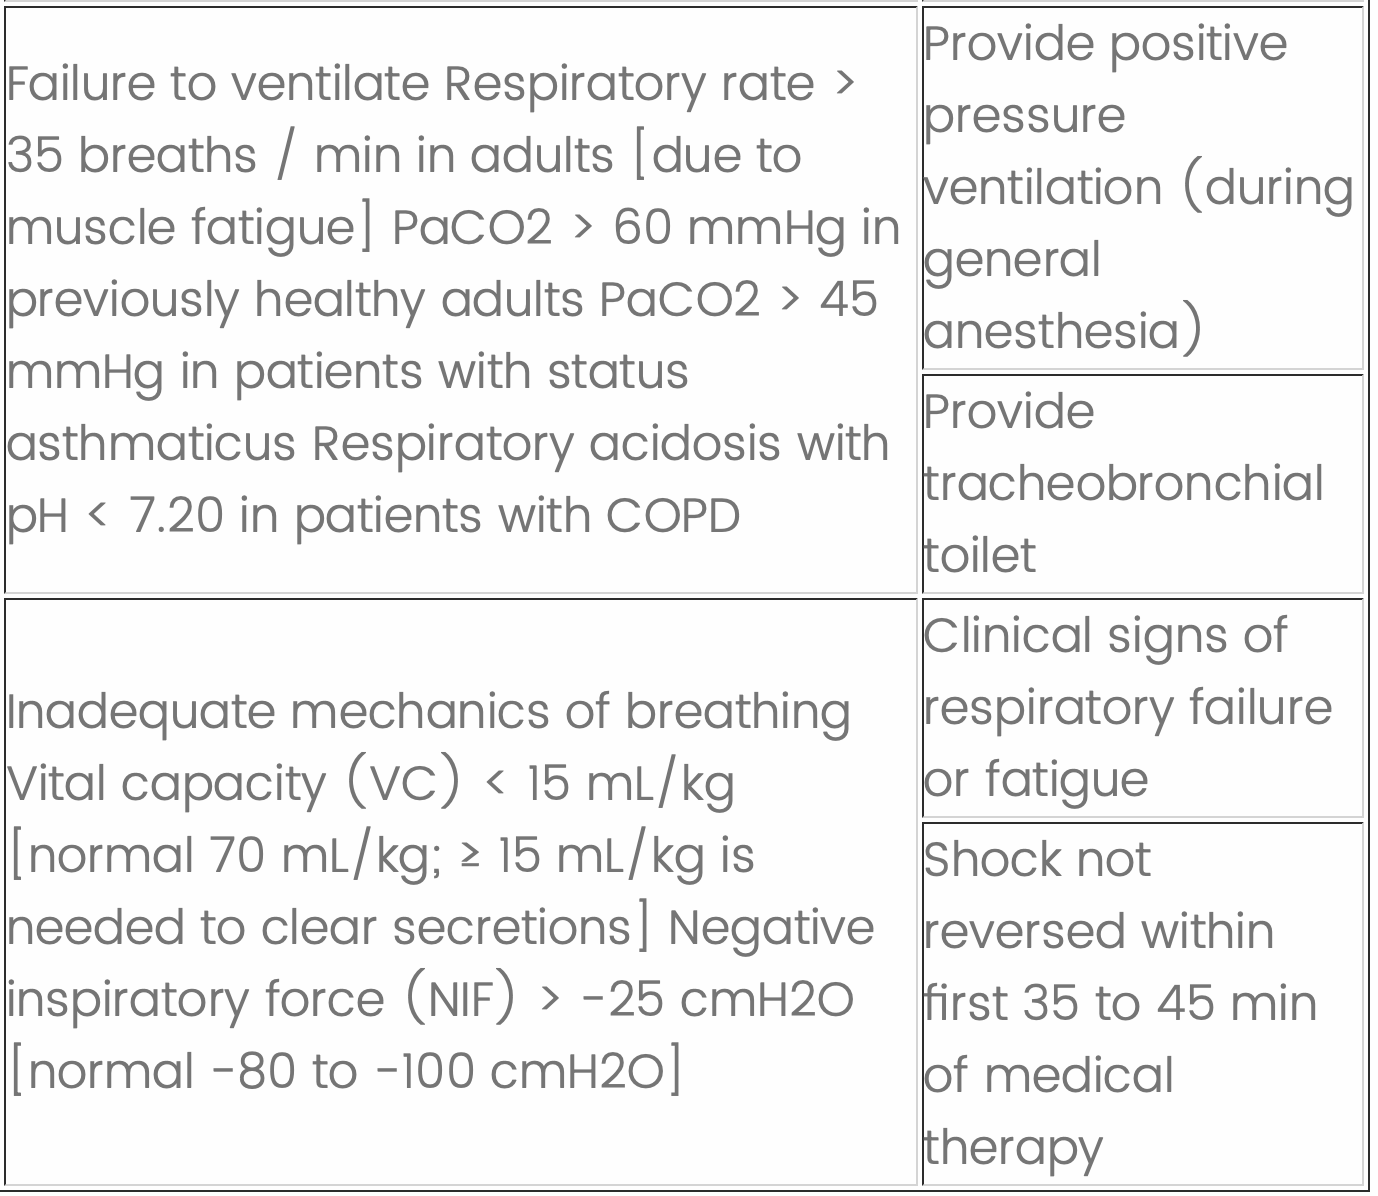 Failure to ventilate Respiratory rate >
35 breaths / min in adults [due to
muscle fatigue] PaCO2 > 60 mmHg in
previously healthy adults PaCO2 > 45
mmHg in patients with status
asthmaticus Respiratory acidosis with
pH < 7.20 in patients with COPD
Provide positive
pressure
ventilation (during
general
anesthesia)
Provide
tracheobronchial
toilet
Inadequate mechanics of breathing
Vital capacity (VC) < 15 mL/kg
[normal 70 mL/kg; ≥ 15 mL/kg is
needed to clear secretions] Negative
inspiratory force (NIF) > -25 cmH2O
[normal -80 to -100 cmH2O]
Clinical signs of
respiratory failure
or fatigue
Shock not
reversed within
first 35 to 45 min
of medical
therapy